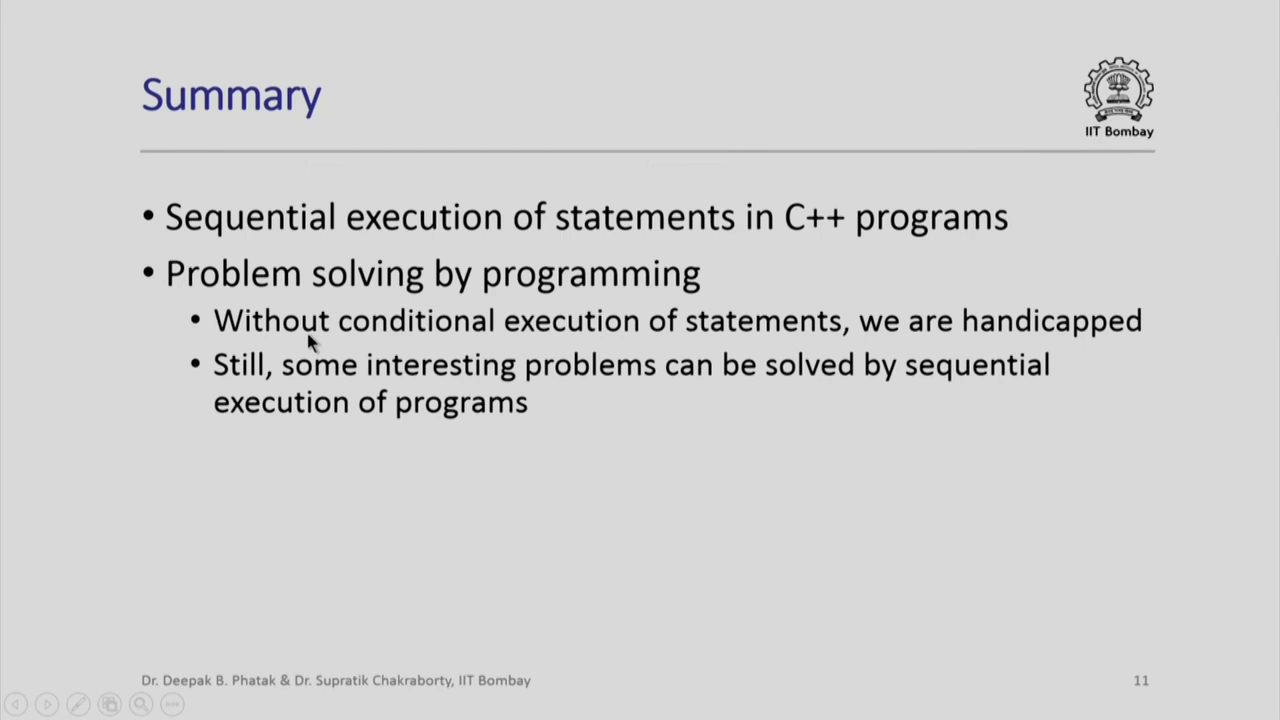 Summary
IIT Bombay
• Sequential execution of statements in C++ programs
• Problem solving by programming
• Without conditional execution of statements, we are handicapped
• Still, some interesting problems can be solved by sequential
execution of programs
Dr. Deepak B. Phatak & Dr. Supratik Chakraborty, IIT Bombay
11